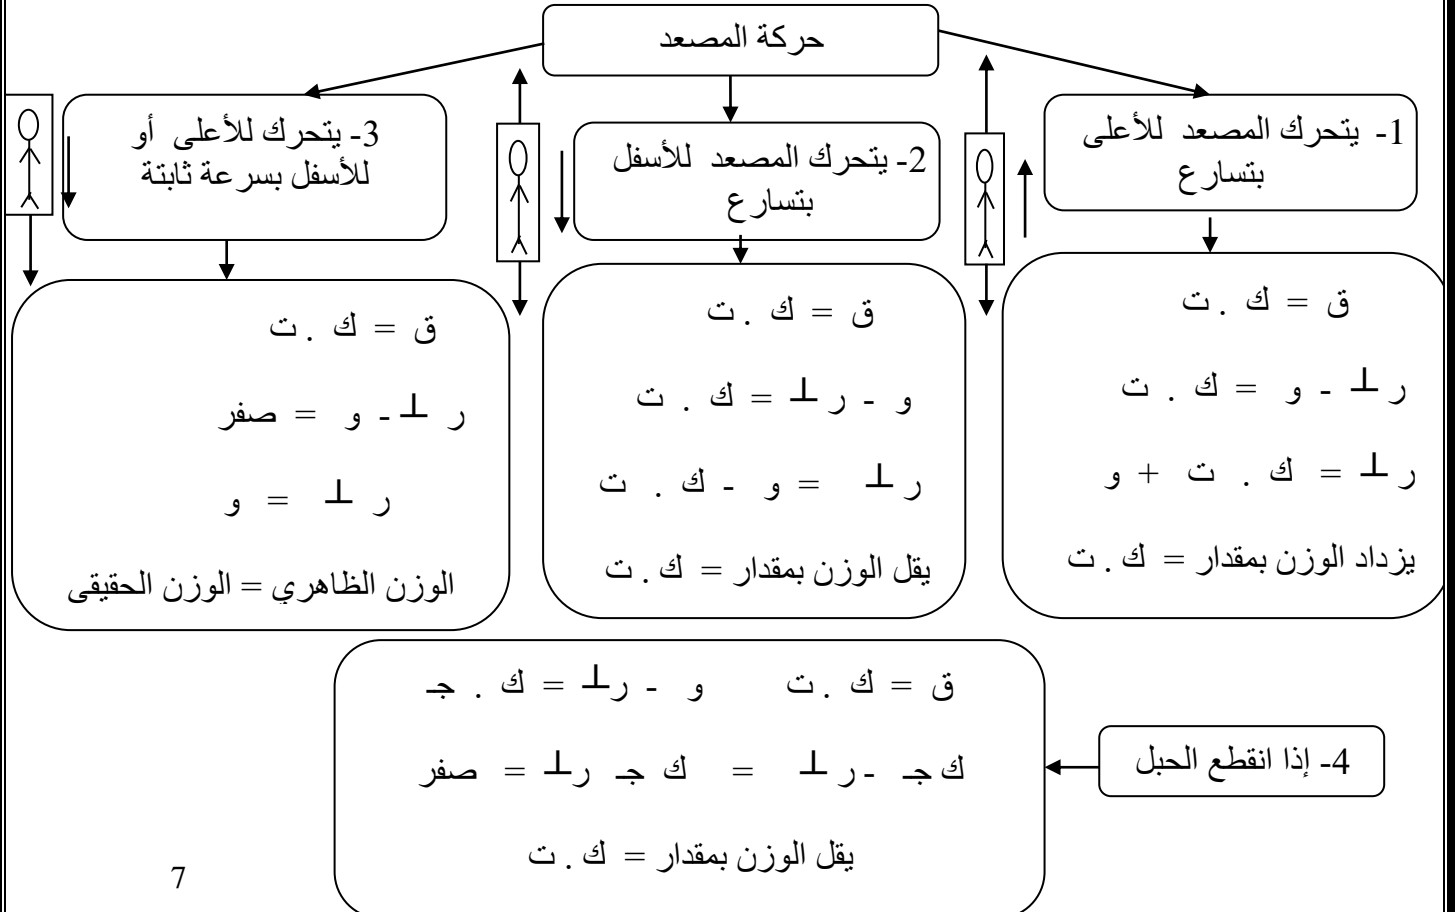 حركة المصعد
1- يتحرك المصعد للأعلى
بتسارع
ق = ك . ت
ر ┴ - و = ك . ت
ر ┴ = ك . ت + و
يزداد الوزن بمقدار = ك . ت
2- يتحرك المصعد للأسفل
بتسارع
ق = ك . ت
و - ر ┴ = ك . ت
ر ┴ = و - ك . ت
يقل الوزن بمقدار = ك . ت
3- يتحرك للأعلى أو
للأسفل بسرعة ثابتة
ق = ك . ت
ر ┴ - و = صفر
ر ┴ = و
الوزن الظاهري = الوزن الحقيقى
4- إذا انقطع الحبل
ق = ك . ت و - ر┴ = ك . جـ
ك جـ - ر ┴ = ك جـ ر┴ = صفر
يقل الوزن بمقدار = ك . ت
7